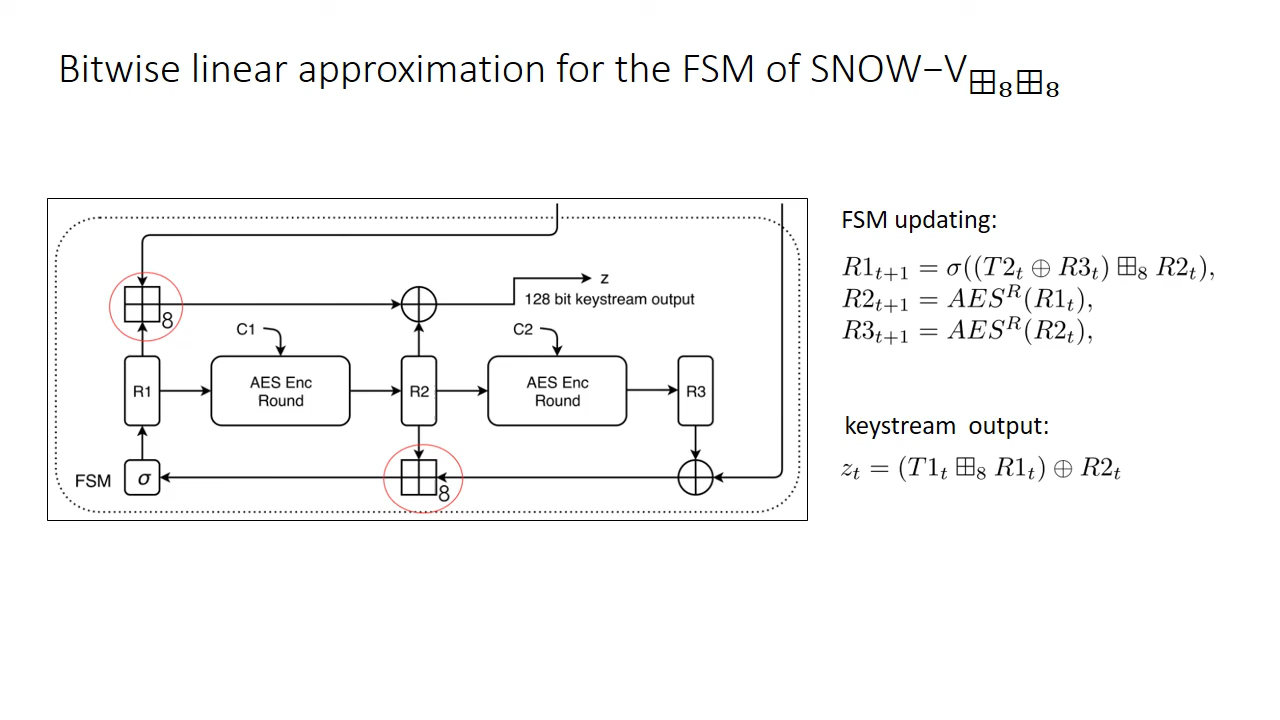 Bitwise linear approximation for the FSM of SNOW−V⊞₈⊞₈
z
128 bit keystream output
8
C1
C2
R1
AES Enc
Round
R2
AES Enc
Round
R3
FSM
σ
8
FSM updating:
R1ₜ₊₁ = σ((T2ₜ ⊕ R3ₜ) ⊞₈ R2ₜ),
R2ₜ₊₁ = AESᴿ(R1ₜ),
R3ₜ₊₁ = AESᴿ(R2ₜ),
keystream output:
zₜ = (T1ₜ ⊞₈ R1ₜ) ⊕ R2ₜ